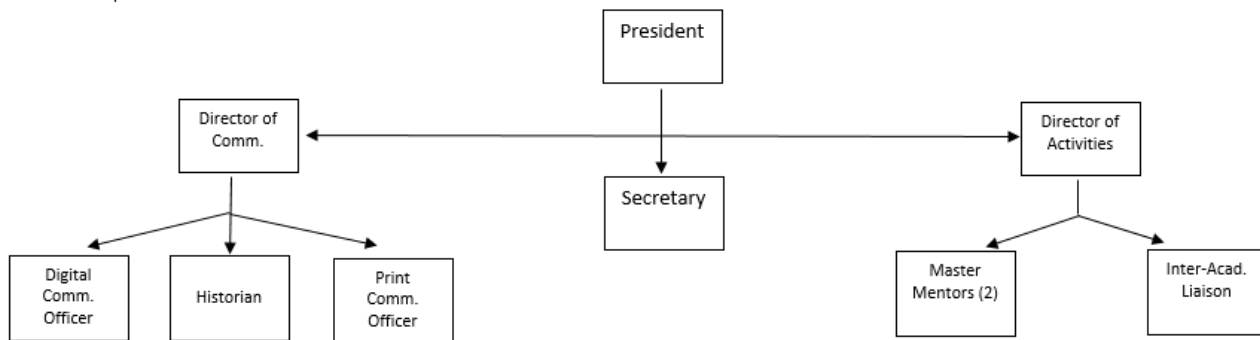 President
Director of
Comm.
Director of
Activities
Secretary
Digital
Comm.
Officer
Historian
Print
Comm.
Officer
Master
Mentors (2)
Inter-Acad.
Liaison